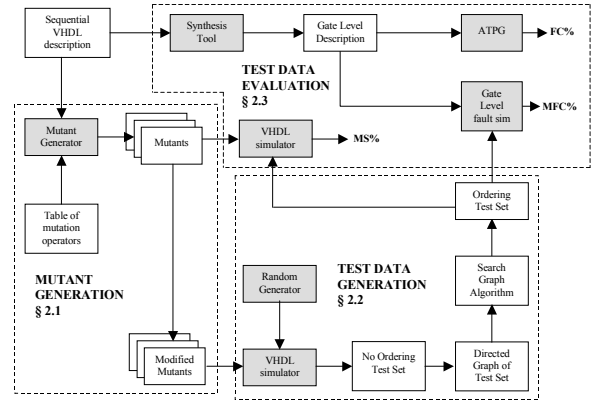 Sequential
VHDL
description
Synthesis
Tool
Gate Level
Description
ATPG
FC%
TEST DATA
EVALUATION
§ 2.3
Gate
Level
fault sim
MFC%
Mutant
Generator
Mutants
VHDL
simulator
MS%
Table of
mutation
operators
Ordering
Test Set
MUTANT
GENERATION
§ 2.1
Random
Generator
TEST DATA
GENERATION
§ 2.2
Search
Graph
Algorithm
Modified
Mutants
VHDL
simulator
No Ordering
Test Set
Directed
Graph of
Test Set